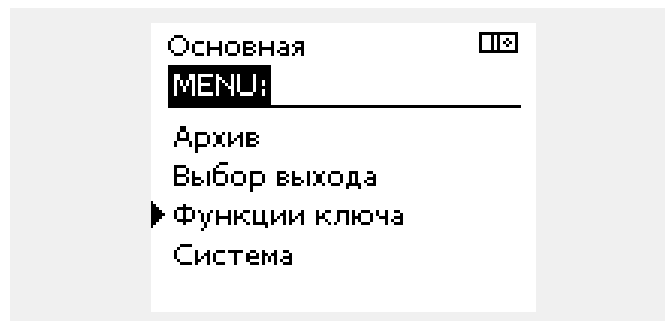 Основная
MENU:
Архив
Выбор выхода
Функции ключа
Система